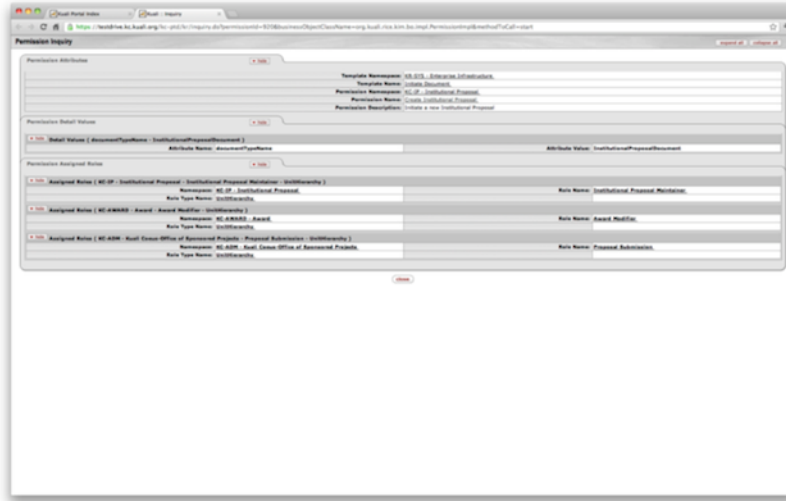 Kuali Portal Index
Kuali :: Inquiry
https://testdrive.kc.kuali.org/kc-ptd/kr/inquiry.do?permissionId=920&businessObjectClassName=org.kuali.rice.kim.bo.impl.PermissionImpl&methodToCall=start
Permission Inquiry
expand all collapse all
Permission Attributes hide
Template Namespace: KR-SYS - Enterprise Infrastructure
Template Name: Initiate Document
Permission Namespace: KC-IP - Institutional Proposal
Permission Name: Create Institutional Proposal
Permission Description: Initiate a new Institutional Proposal
Permission Detail Values hide
hide Detail Values ( documentTypeName - InstitutionalProposalDocument )
Attribute Name: documentTypeName Attribute Value: InstitutionalProposalDocument
Permission Assigned Roles hide
hide Assigned Roles ( KC-IP - Institutional Proposal - Institutional Proposal Maintainer - UnitHierarchy )
Namespace: KC-IP - Institutional Proposal Role Name: Institutional Proposal Maintainer
Role Type Name: UnitHierarchy
hide Assigned Roles ( KC-AWARD - Award - Award Modifier - UnitHierarchy )
Namespace: KC-AWARD - Award Role Name: Award Modifier
Role Type Name: UnitHierarchy
hide Assigned Roles ( KC-ADM - Kuali Coeus-Office of Sponsored Projects - Proposal Submission - UnitHierarchy )
Namespace: KC-ADM - Kuali Coeus-Office of Sponsored Projects Role Name: Proposal Submission
Role Type Name: UnitHierarchy
close